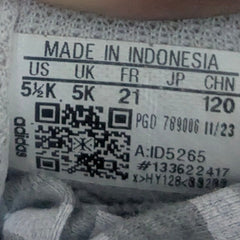 MADE IN INDONESIA
US UK FR JP CHN
5½K 5K 21 120
adidas
PGD 789006 11/23
A:ID5265
#133622417